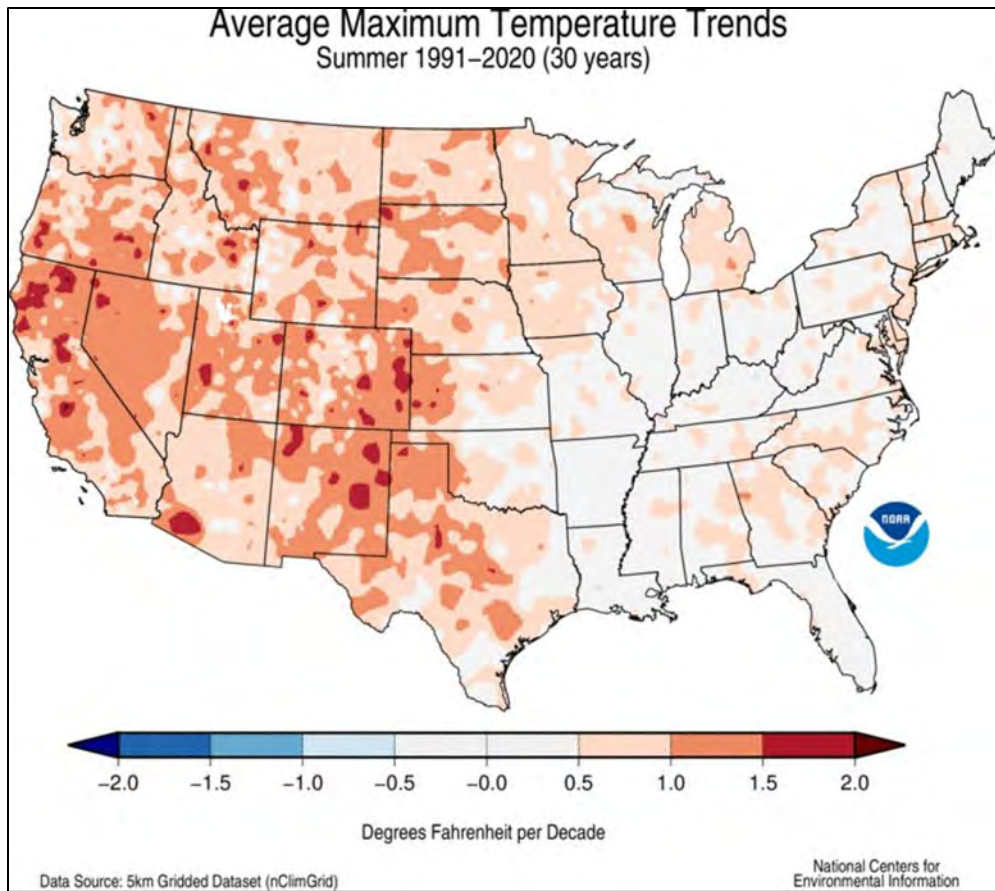 Average Maximum Temperature Trends
Summer 1991–2020 (30 years)
NOAA
−2.0 −1.5 −1.0 −0.5 −0.0 0.5 1.0 1.5 2.0
Degrees Fahrenheit per Decade
Data Source: 5km Gridded Dataset (nClimGrid)
National Centers for
Environmental Information